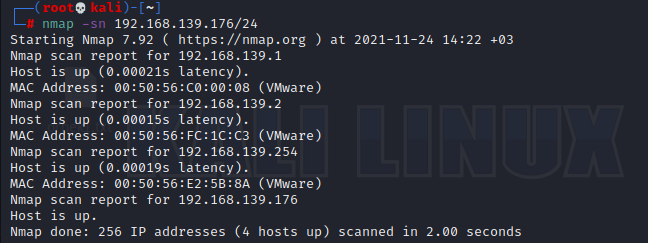 ┌──(root💀kali)-[~]
└─# nmap -sn 192.168.139.176/24
Starting Nmap 7.92 ( https://nmap.org ) at 2021-11-24 14:22 +03
Nmap scan report for 192.168.139.1
Host is up (0.00021s latency).
MAC Address: 00:50:56:C0:00:08 (VMware)
Nmap scan report for 192.168.139.2
Host is up (0.00015s latency).
MAC Address: 00:50:56:FC:1C:C3 (VMware)
Nmap scan report for 192.168.139.254
Host is up (0.00019s latency).
MAC Address: 00:50:56:E2:5B:8A (VMware)
Nmap scan report for 192.168.139.176
Host is up.
Nmap done: 256 IP addresses (4 hosts up) scanned in 2.00 seconds
KALI LINUX